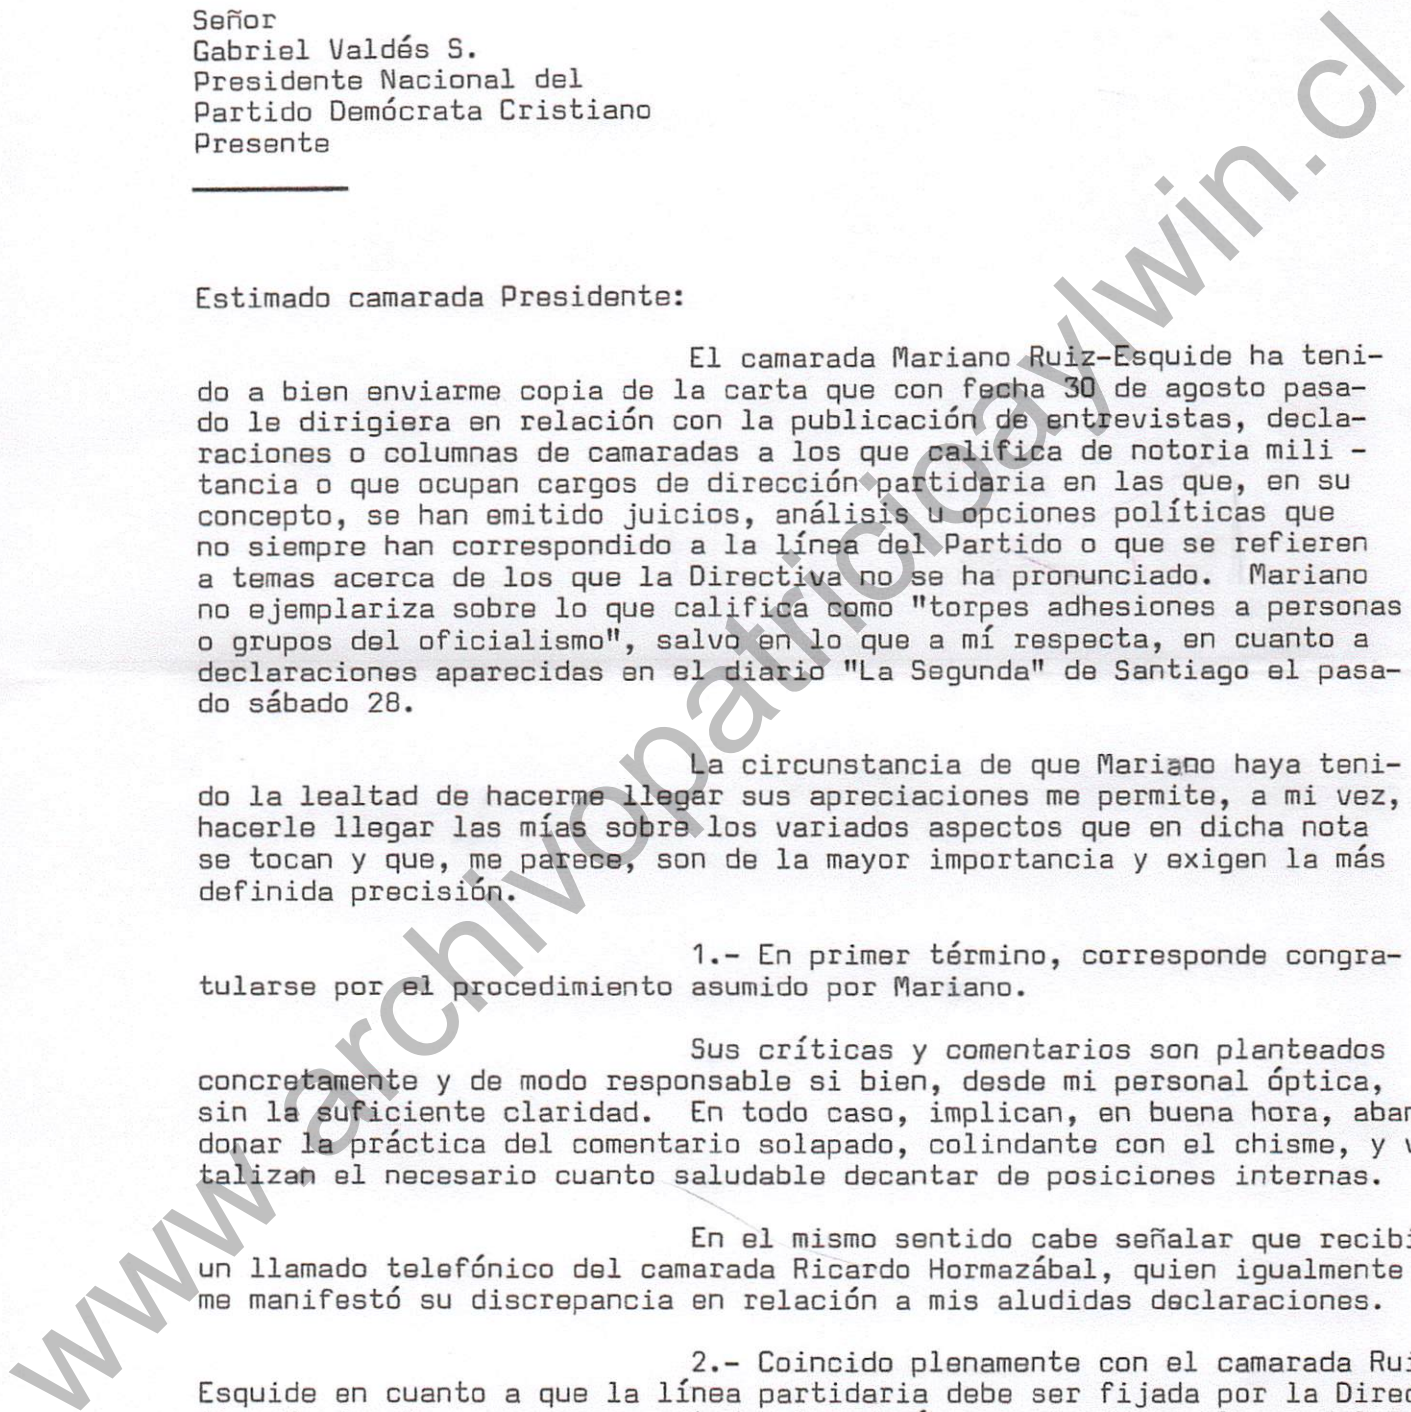 Señor
Gabriel Valdés S.
Presidente Nacional del
Partido Demócrata Cristiano
Presente
Estimado camarada Presidente:
El camarada Mariano Ruiz-Esquide ha teni-
do a bien enviarme copia de la carta que con fecha 30 de agosto pasa-
do le dirigiera en relación con la publicación de entrevistas, decla-
raciones o columnas de camaradas a los que califica de notoria mili -
tancia o que ocupan cargos de dirección partidaria en las que, en su
concepto, se han emitido juicios, análisis u opciones políticas que
no siempre han correspondido a la línea del Partido o que se refieren
a temas acerca de los que la Directiva no se ha pronunciado. Mariano
no ejemplariza sobre lo que califica como "torpes adhesiones a personas
o grupos del oficialismo", salvo en lo que a mí respecta, en cuanto a
declaraciones aparecidas en el diario "La Segunda" de Santiago el pasa-
do sábado 28.
La circunstancia de que Mariano haya teni-
do la lealtad de hacerme llegar sus apreciaciones me permite, a mi vez,
hacerle llegar las mías sobre los variados aspectos que en dicha nota
se tocan y que, me parece, son de la mayor importancia y exigen la más
definida precisión.
1.- En primer término, corresponde congra-
tularse por el procedimiento asumido por Mariano.
Sus críticas y comentarios son planteados
concretamente y de modo responsable si bien, desde mi personal óptica,
sin la suficiente claridad. En todo caso, implican, en buena hora, aban
donar la práctica del comentario solapado, colindante con el chisme, y v
talizan el necesario cuanto saludable decantar de posiciones internas.
En el mismo sentido cabe señalar que recibí
un llamado telefónico del camarada Ricardo Hormazábal, quien igualmente
me manifestó su discrepancia en relación a mis aludidas declaraciones.
2.- Coincido plenamente con el camarada Rui
Esquide en cuanto a que la línea partidaria debe ser fijada por la Direc
www.archivopatricioaylwin.cl